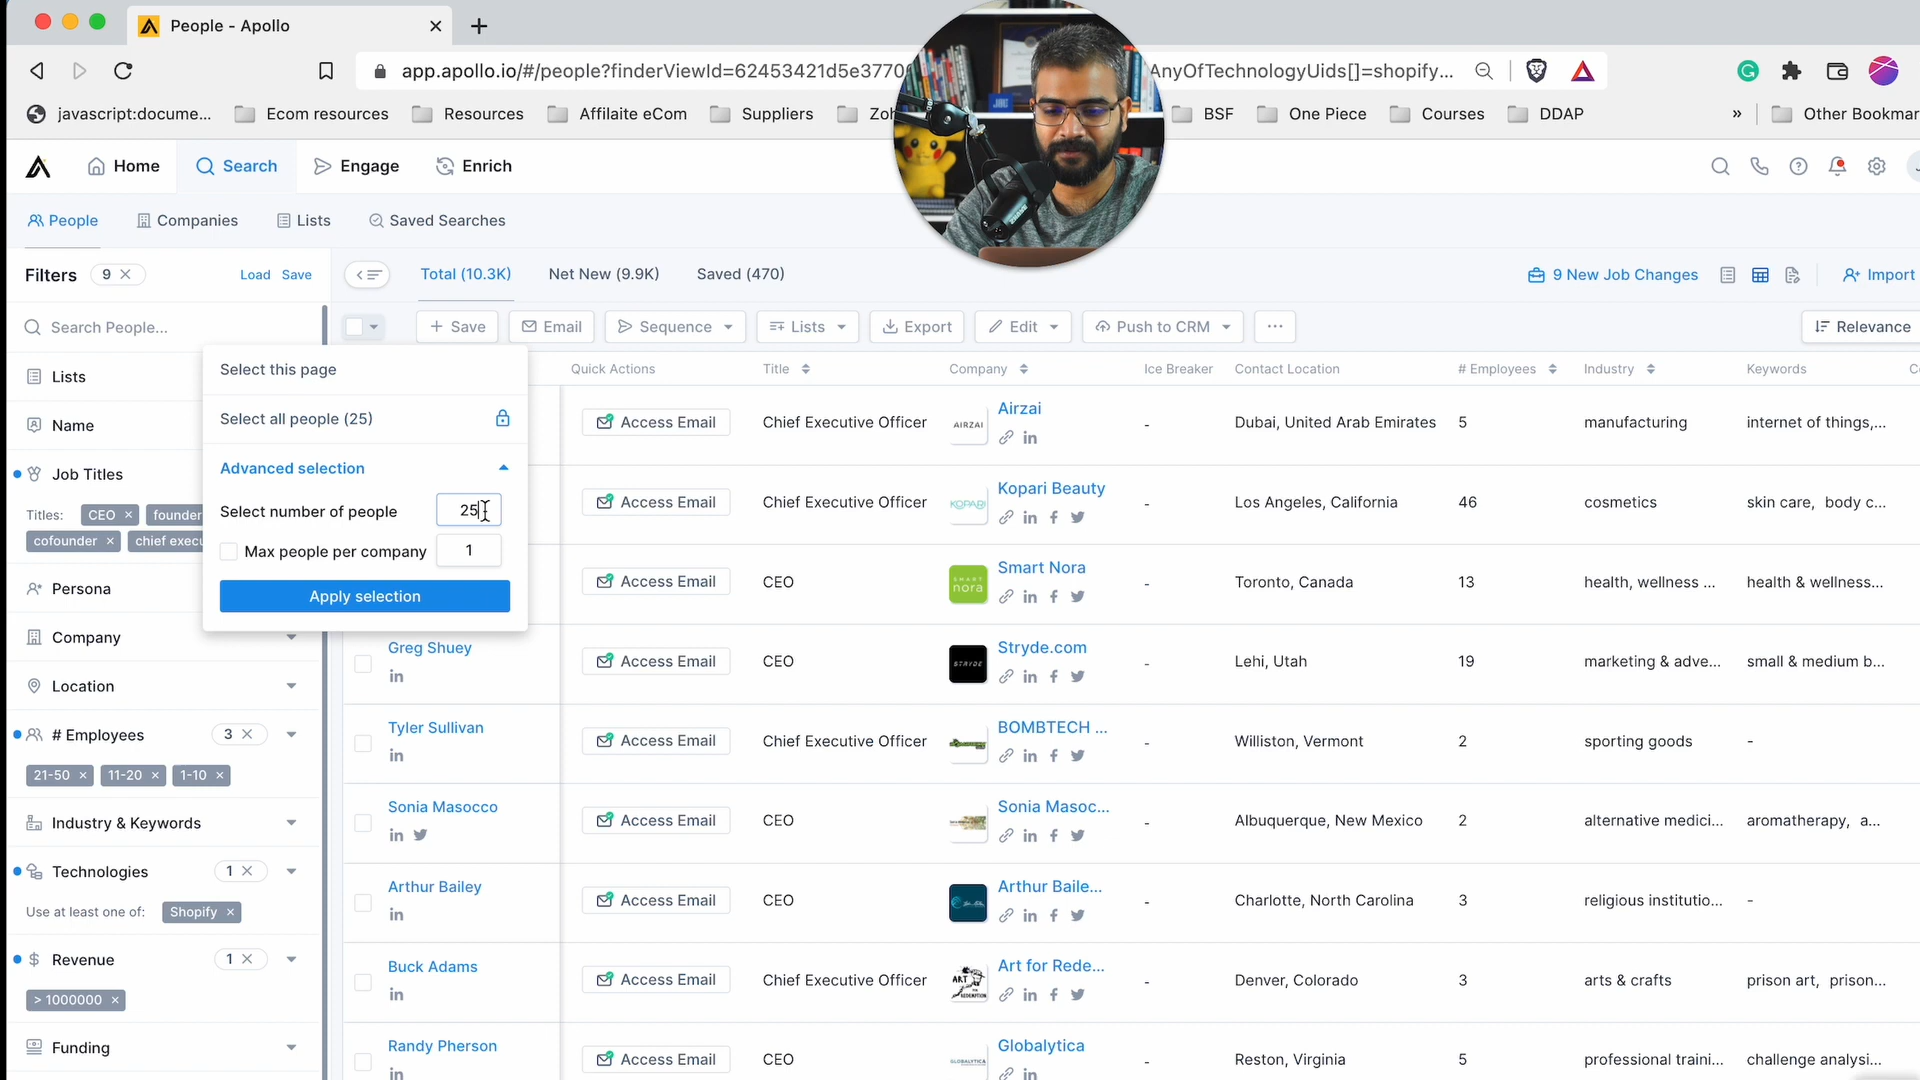 People - Apollo
app.apollo.io/#/people?finderViewId=62453421d5e3770
AnyOfTechnologyUids[]=shopify...
javascript:docume...
Ecom resources
Resources
Affilaite eCom
Suppliers
Zoh
BSF
One Piece
Courses
DDAP
»
Other Bookmar
Home
Search
Engage
Enrich
People
Companies
Lists
Saved Searches
Filters 9
Load Save
Total (10.3K)
Net New (9.9K)
Saved (470)
9 New Job Changes
Import
Search People...
+ Save
Email
Sequence
Lists
Export
Edit
Push to CRM
...
Relevance
Lists
Name
Job Titles
Titles: CEO × founder
cofounder × chief exec
Persona
Company
Location
# Employees 3
21-50 × 11-20 × 1-10 ×
Industry & Keywords
Technologies 1
Use at least one of: Shopify ×
Revenue 1
> 1000000 ×
Funding
Select this page
Select all people (25)
Advanced selection
Select number of people 25
Max people per company 1
Apply selection
Quick Actions Title Company Ice Breaker Contact Location # Employees Industry Keywords
Access Email Chief Executive Officer AIRZAI Airzai - Dubai, United Arab Emirates 5 manufacturing internet of things,...
Access Email Chief Executive Officer KOPARI Kopari Beauty - Los Angeles, California 46 cosmetics skin care, body c...
Access Email CEO SMART nora Smart Nora - Toronto, Canada 13 health, wellness ... health & wellness...
Greg Shuey Access Email CEO STRYDE Stryde.com - Lehi, Utah 19 marketing & adve... small & medium b...
Tyler Sullivan Access Email Chief Executive Officer BOMBTECH ... - Williston, Vermont 2 sporting goods -
Sonia Masocco Access Email CEO Sonia Masoc... - Albuquerque, New Mexico 2 alternative medici... aromatherapy, a...
Arthur Bailey Access Email CEO Arthur Baile... - Charlotte, North Carolina 3 religious institutio... -
Buck Adams Access Email Chief Executive Officer ART REDEMPTION Art for Rede... - Denver, Colorado 3 arts & crafts prison art, prison...
Randy Pherson Access Email CEO GLOBALYTICA Globalytica - Reston, Virginia 5 professional traini... challenge analysi...